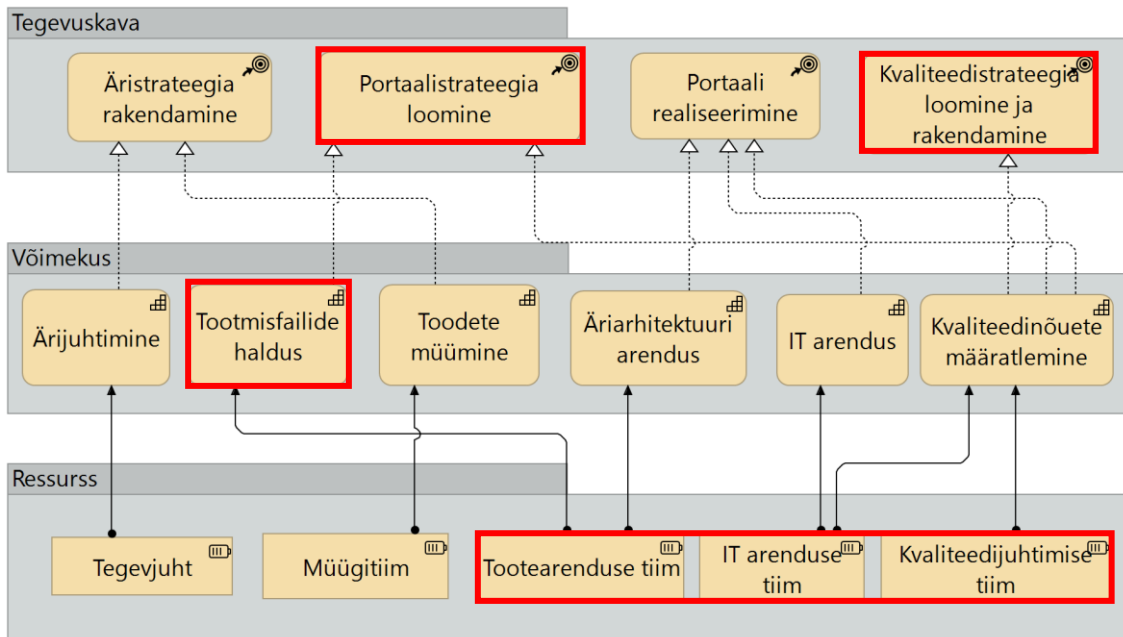 Tegevuskava
Äristrateegia
rakendamine
Portaalistrateegia
loomine
Portaali
realiseerimine
Kvaliteedistrateegia
loomine ja
rakendamine
Võimekus
Ärijuhtimine
Tootmisfailide
haldus
Toodete
müümine
Äriarhitektuuri
arendus
IT arendus
Kvaliteedinõuete
määratlemine
Ressurss
Tegevjuht
Müügitiim
Tootearenduse tiim
IT arenduse
tiim
Kvaliteedijuhtimise
tiim